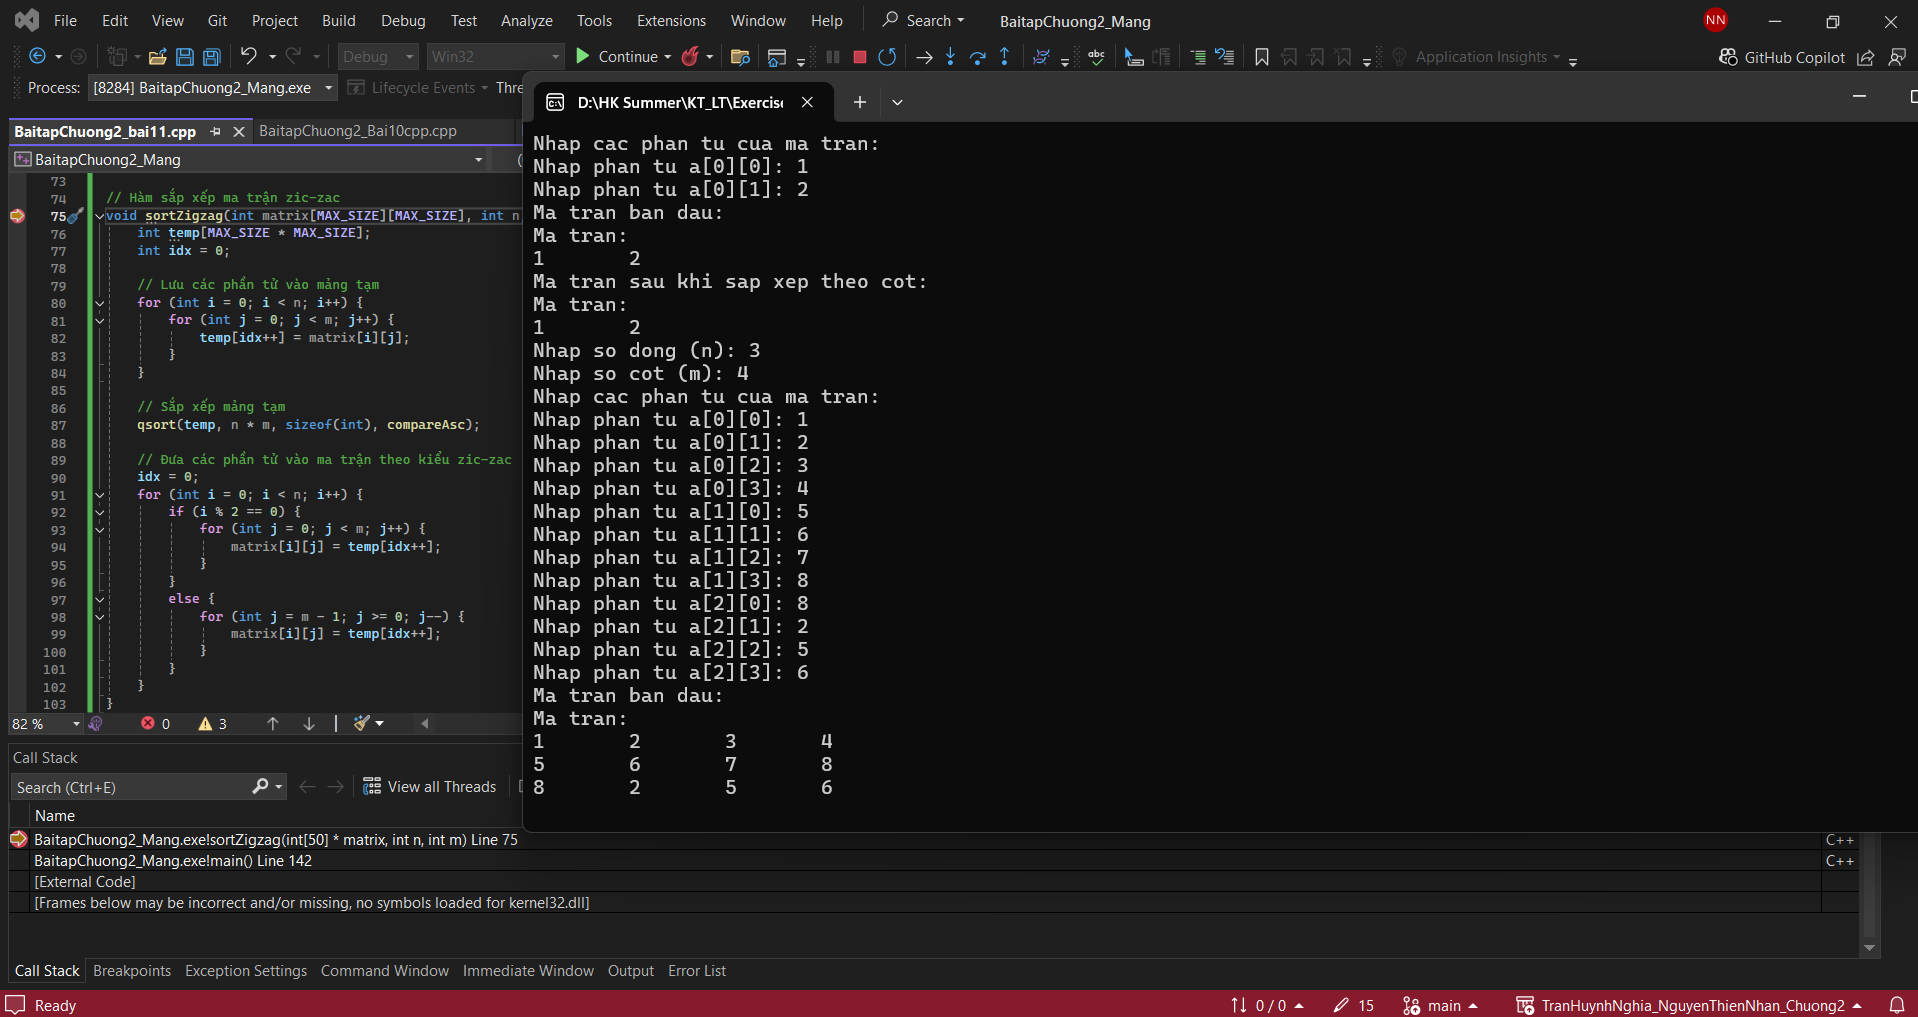 File Edit View Git Project Build Debug Test Analyze Tools Extensions Window Help Search BaitapChuong2_Mang NN
Debug Win32 Continue abc Application Insights GitHub Copilot
Process: [8284] BaitapChuong2_Mang.exe Lifecycle Events
BaitapChuong2_bai11.cpp BaitapChuong2_Bai10cpp.cpp
BaitapChuong2_Mang
73
74 // Hàm sắp xếp ma trận zic-zac
75 void sortZigzag(int matrix[MAX_SIZE][MAX_SIZE], int n
76 int temp[MAX_SIZE * MAX_SIZE];
77 int idx = 0;
78
79 // Lưu các phần tử vào mảng tạm
80 for (int i = 0; i < n; i++) {
81 for (int j = 0; j < m; j++) {
82 temp[idx++] = matrix[i][j];
83 }
84 }
85
86 // Sắp xếp mảng tạm
87 qsort(temp, n * m, sizeof(int), compareAsc);
88
89 // Đưa các phần tử vào ma trận theo kiểu zic-zac
90 idx = 0;
91 for (int i = 0; i < n; i++) {
92 if (i % 2 == 0) {
93 for (int j = 0; j < m; j++) {
94 matrix[i][j] = temp[idx++];
95 }
96 }
97 else {
98 for (int j = m - 1; j >= 0; j--) {
99 matrix[i][j] = temp[idx++];
100 }
101 }
102 }
103 }
82 % 0 3
D:\HK Summer\KT_LT\Exercis
Nhap cac phan tu cua ma tran:
Nhap phan tu a[0][0]: 1
Nhap phan tu a[0][1]: 2
Ma tran ban dau:
Ma tran:
1 2
Ma tran sau khi sap xep theo cot:
Ma tran:
1 2
Nhap so dong (n): 3
Nhap so cot (m): 4
Nhap cac phan tu cua ma tran:
Nhap phan tu a[0][0]: 1
Nhap phan tu a[0][1]: 2
Nhap phan tu a[0][2]: 3
Nhap phan tu a[0][3]: 4
Nhap phan tu a[1][0]: 5
Nhap phan tu a[1][1]: 6
Nhap phan tu a[1][2]: 7
Nhap phan tu a[1][3]: 8
Nhap phan tu a[2][0]: 8
Nhap phan tu a[2][1]: 2
Nhap phan tu a[2][2]: 5
Nhap phan tu a[2][3]: 6
Ma tran ban dau:
Ma tran:
1 2 3 4
5 6 7 8
8 2 5 6
Call Stack
Search (Ctrl+E) View all Threads
Name
BaitapChuong2_Mang.exe!sortZigzag(int[50] * matrix, int n, int m) Line 75 C++
BaitapChuong2_Mang.exe!main() Line 142 C++
[External Code]
[Frames below may be incorrect and/or missing, no symbols loaded for kernel32.dll]
Call Stack Breakpoints Exception Settings Command Window Immediate Window Output Error List
Ready 0 / 0 15 main TranHuynhNghia_NguyenThienNhan_Chuong2